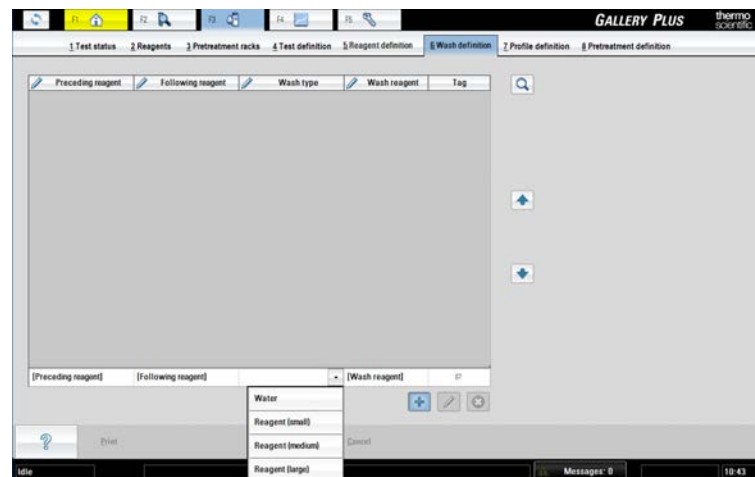 F1 F2 F3 F4 F5 GALLERY PLUS thermo scientific
1 Test status 2 Reagents 3 Pretreatment racks 4 Test definition 5 Reagent definition 6 Wash definition 7 Profile definition 8 Pretreatment definition
Preceding reagent Following reagent Wash type Wash reagent Tag
[Preceding reagent] [Following reagent] [Wash reagent]
Water
Reagent (small)
? Print Reagent (medium) Cancel
Idle Reagent (large) Messages: 0 10:43